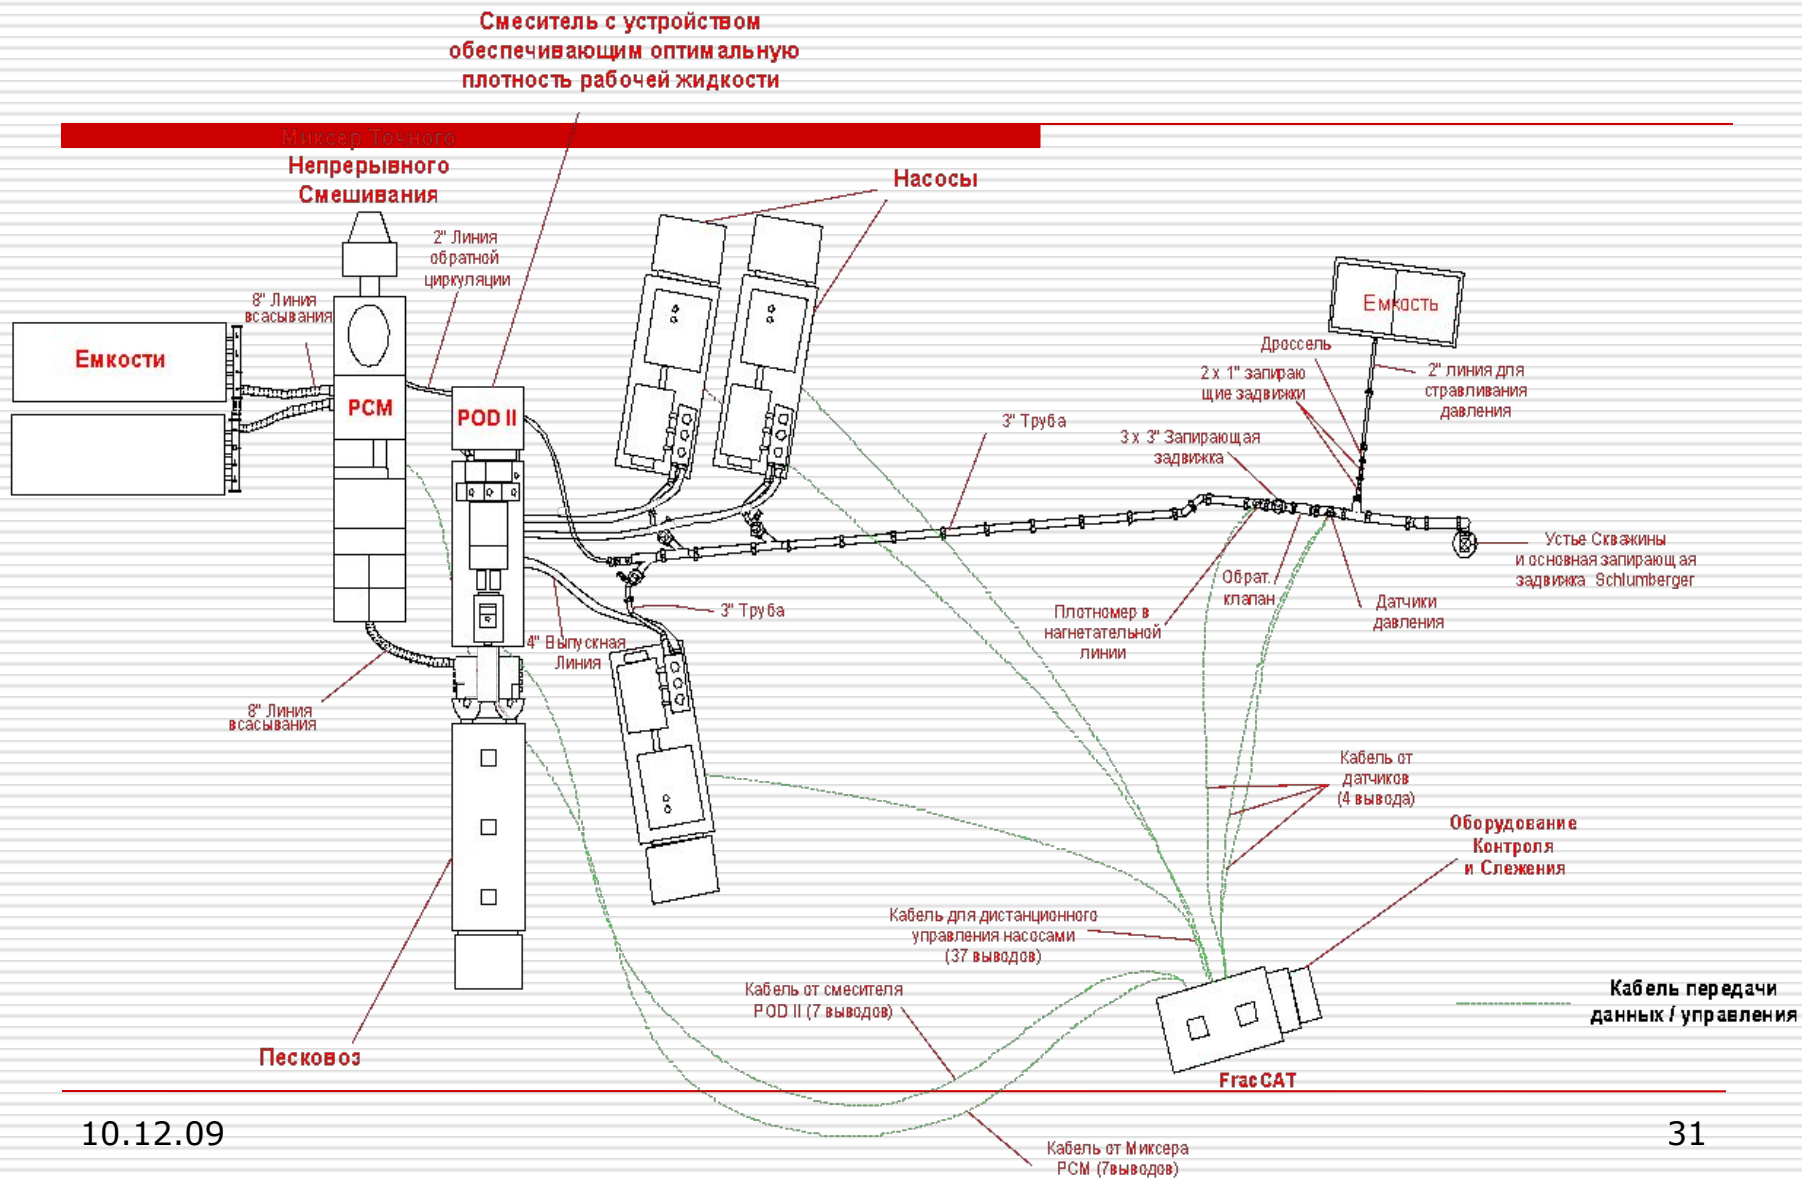 Смеситель с устройством
обеспечивающим оптимальную
плотность рабочей жидкости
Миксер Точного
Непрерывного
Смешивания
Насосы
2" Линия
обратной
циркуляции
8" Линия
всасывания
Емкости
PCM
POD II
Емкость
Дроссель
2 x 1" запираю
щие задвижки
2" линия для
стравливания
давления
3" Труба
3 x 3" Запирающая
задвижка
Устье Скважины
и основная запирающая
задвижка Schlumberger
Обрат.
клапан
Плотномер в
нагнетательной
линии
Датчики
давления
3" Труба
4" Выпускная
Линия
8" Линия
всасывания
Кабель от
датчиков
(4 вывода)
Оборудование
Контроля
и Слежения
Кабель для дистанционного
управления насосами
(37 выводов)
Кабель от смесителя
POD II (7 выводов)
Кабель передачи
данных / управления
Песковоз
FracCAT
Кабель от Миксера
PCM (7выводов)
10.12.09
31